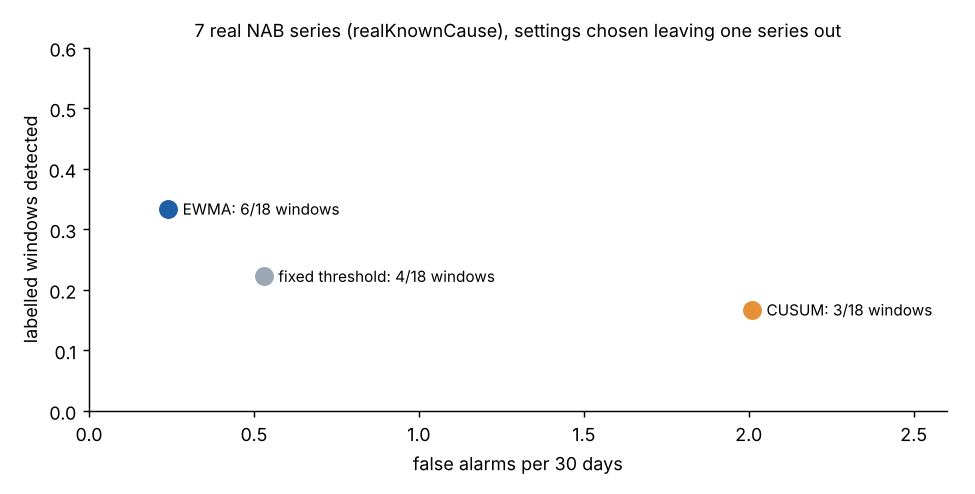 7 real NAB series (realKnownCause), settings chosen leaving one series out
labelled windows detected
0.6
0.5
0.4
0.3
0.2
0.1
0.0
EWMA: 6/18 windows
fixed threshold: 4/18 windows
CUSUM: 3/18 windows
0.0 0.5 1.0 1.5 2.0 2.5
false alarms per 30 days